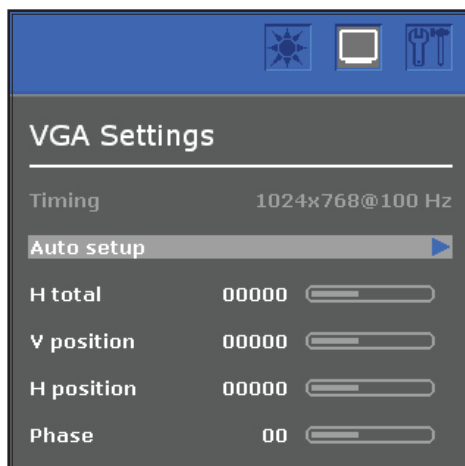 VGA Settings
Timing 1024x768@100 Hz
Auto setup
H total 00000
V position 00000
H position 00000
Phase 00